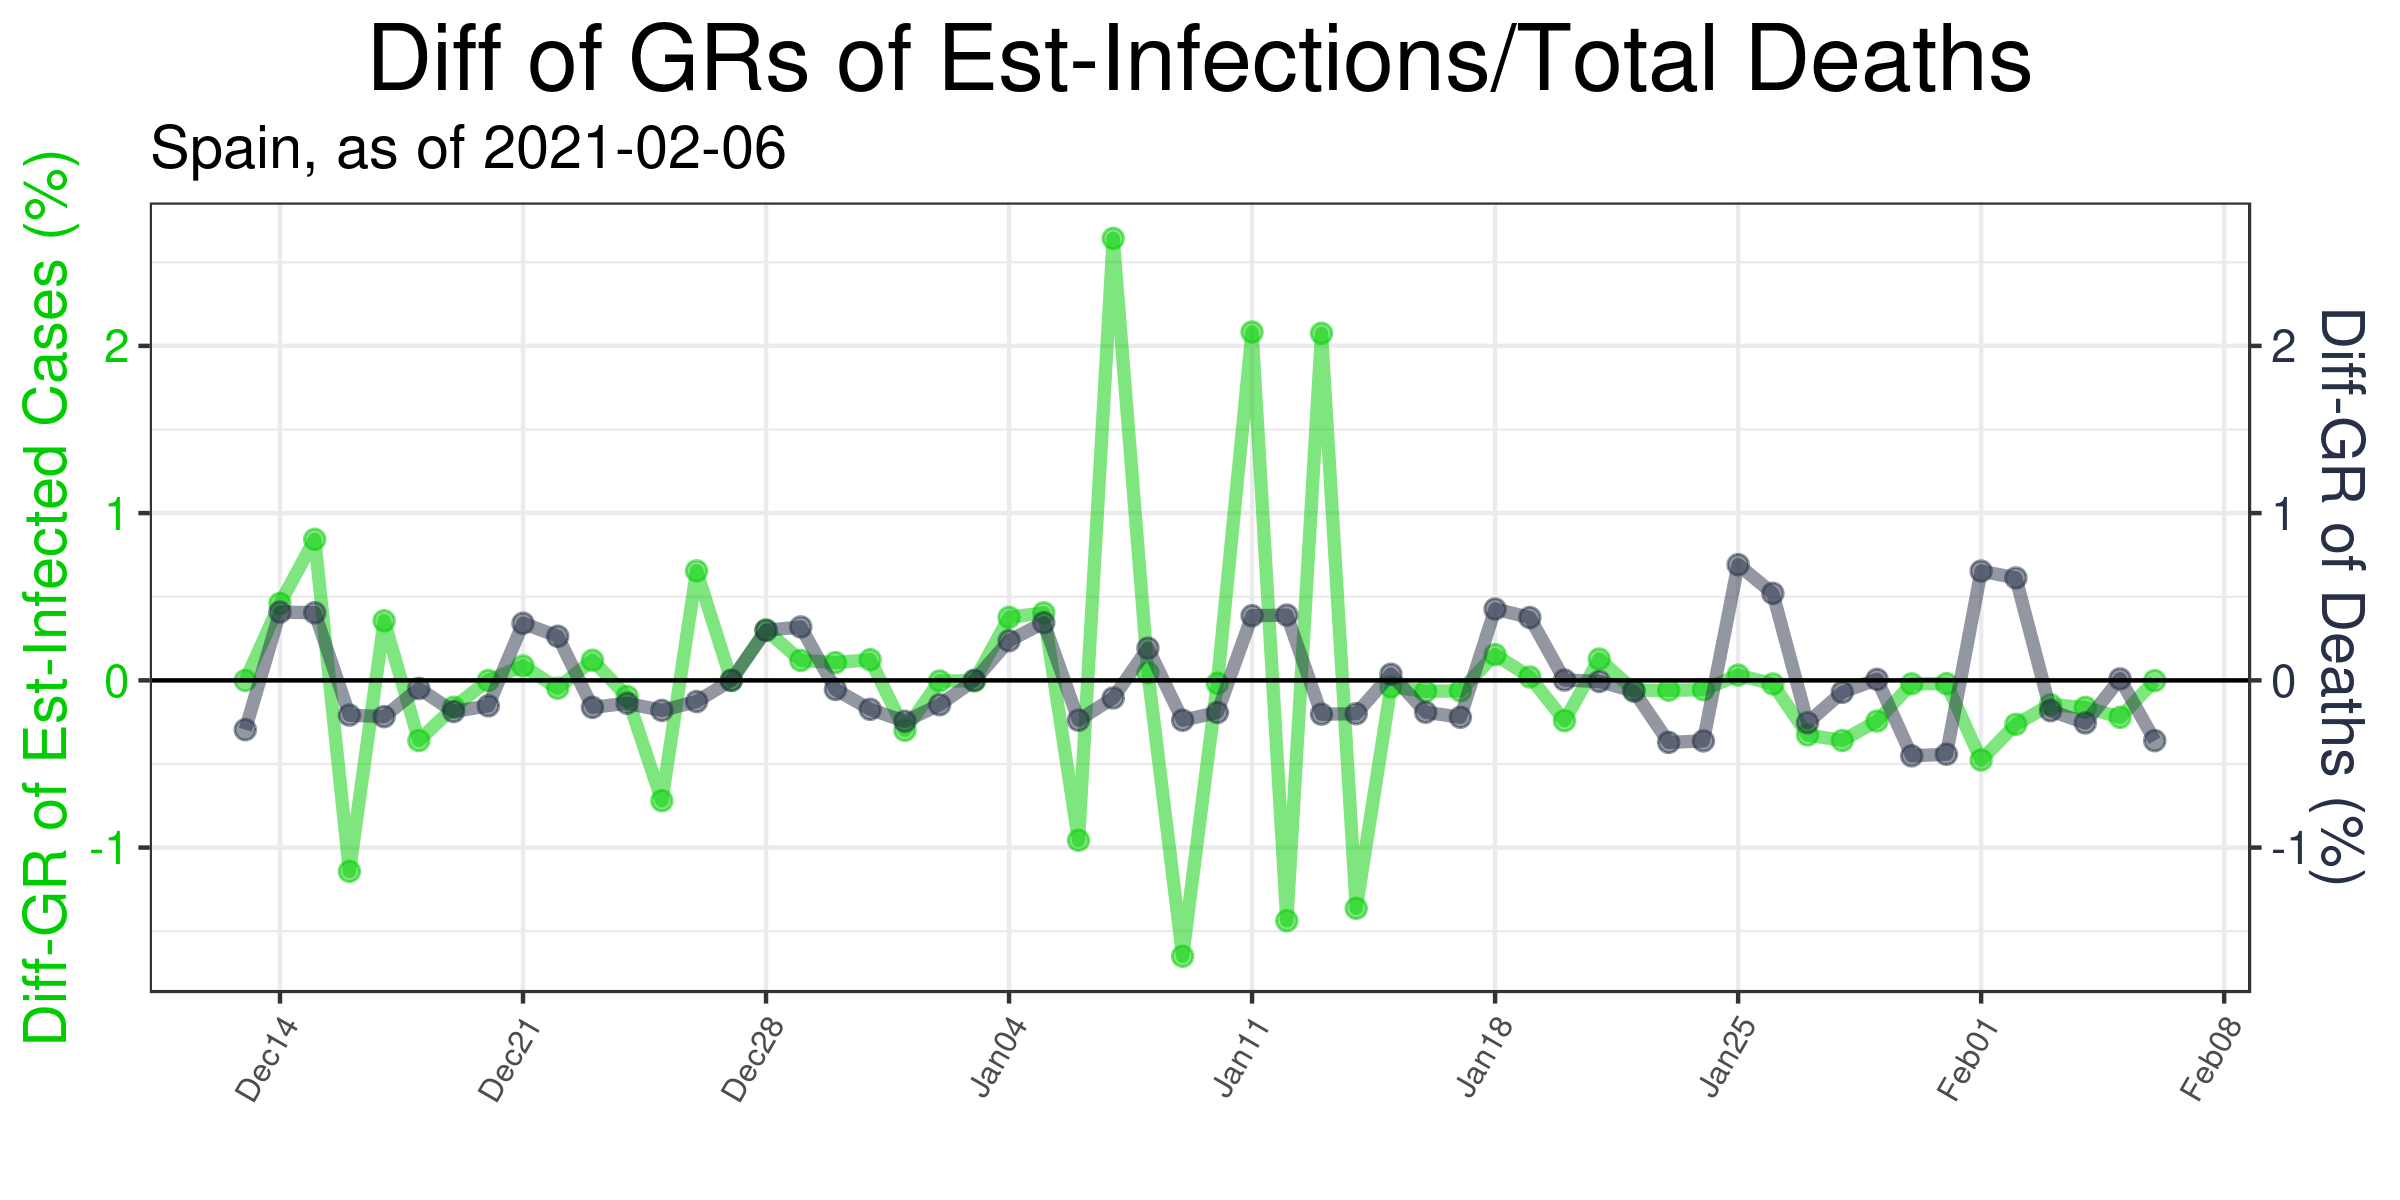 Diff of GRs of Est-Infections/Total Deaths
Spain, as of 2021-02-06
Diff-GR of Est-Infected Cases (%)
2
1
0
-1
2
1
0
-1
Diff-GR of Deaths (%)
Dec14
Dec21
Dec28
Jan04
Jan11
Jan18
Jan25
Feb01
Feb08